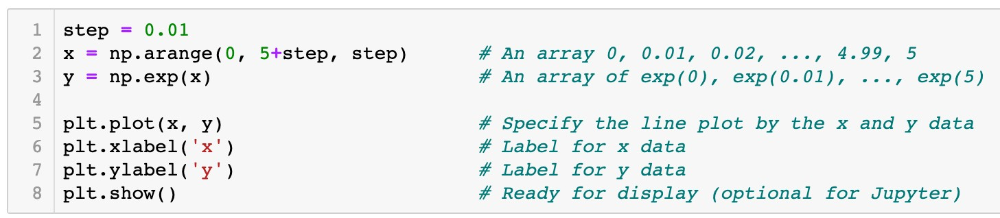 1 step = 0.01
2 x = np.arange(0, 5+step, step) # An array 0, 0.01, 0.02, ..., 4.99, 5
3 y = np.exp(x) # An array of exp(0), exp(0.01), ..., exp(5)
4
5 plt.plot(x, y) # Specify the line plot by the x and y data
6 plt.xlabel('x') # Label for x data
7 plt.ylabel('y') # Label for y data
8 plt.show() # Ready for display (optional for Jupyter)